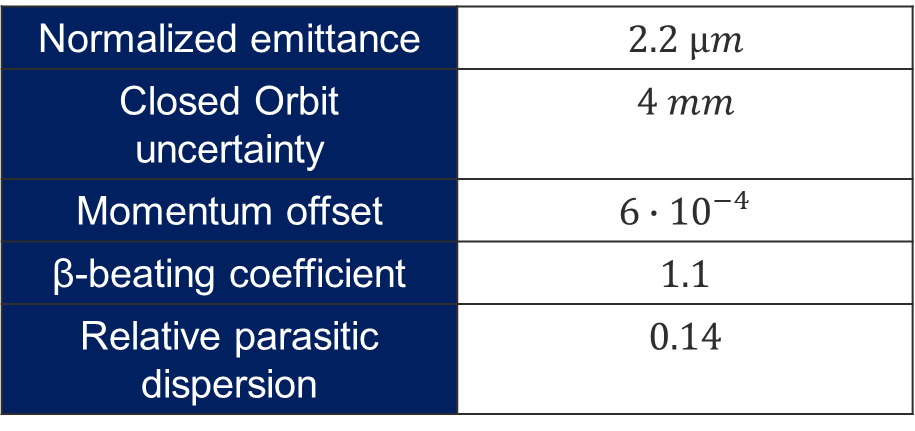 Normalized emittance 2.2 μm
Closed Orbit
uncertainty
4 mm
Momentum offset 6 · 10⁻⁴
β-beating coefficient 1.1
Relative parasitic
dispersion
0.14